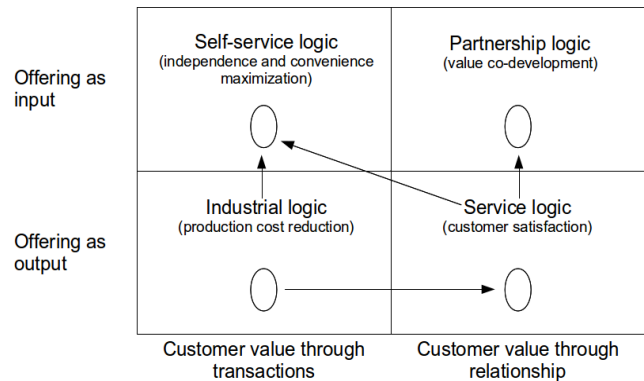 Self-service logic
(independence and convenience
maximization)
Partnership logic
(value co-development)
Offering as
input
Industrial logic
(production cost reduction)
Service logic
(customer satisfaction)
Offering as
output
Customer value through
transactions
Customer value through
relationship